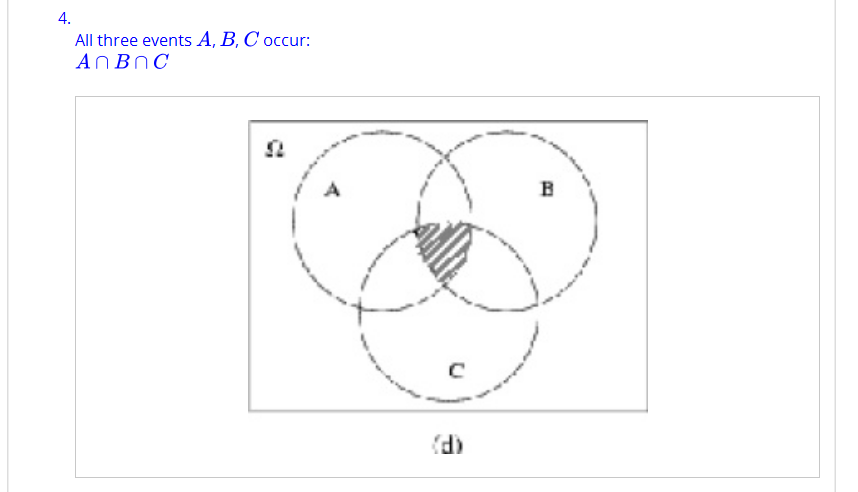 4.
All three events A, B, C occur:
A ∩ B ∩ C
Ω
A
B
C
(d)